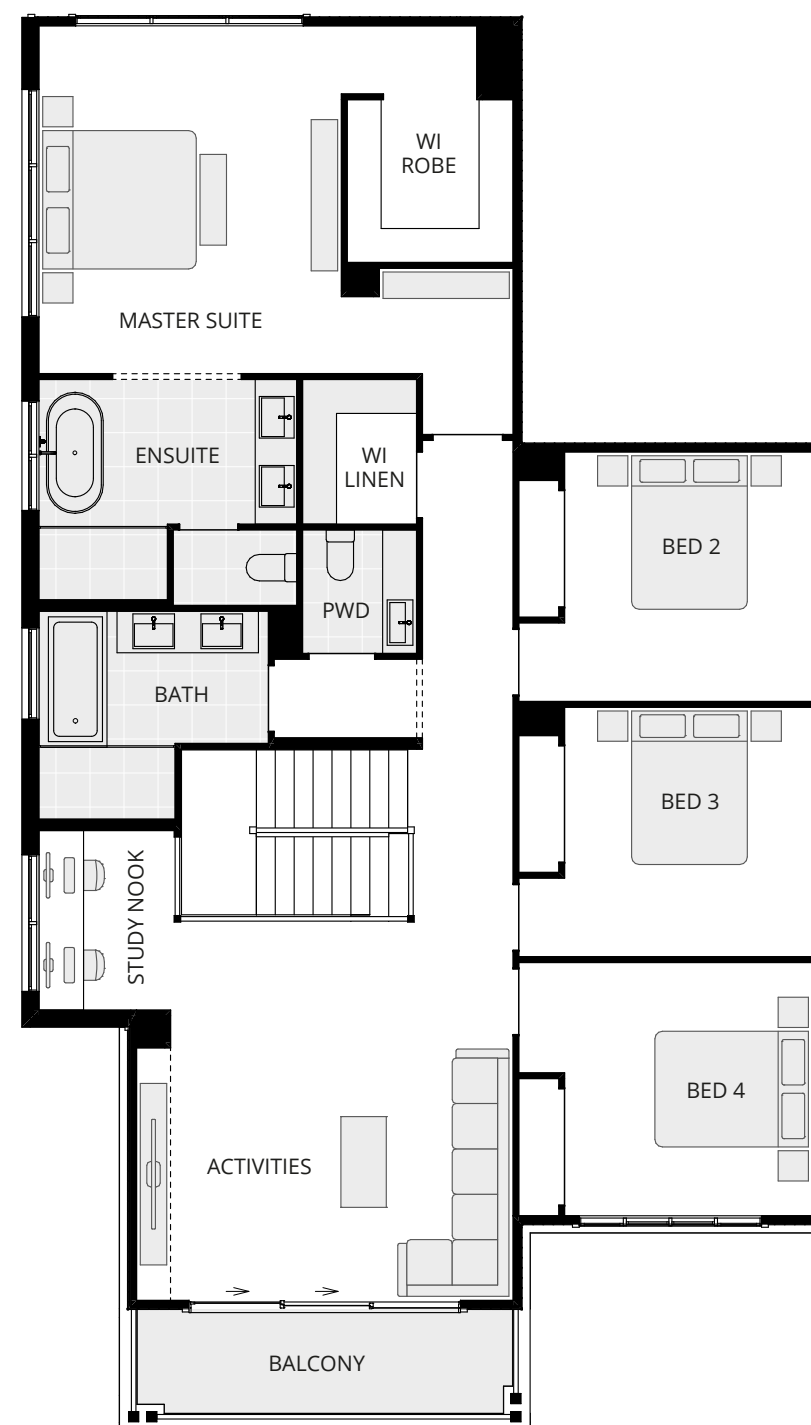 WI
ROBE
MASTER SUITE
ENSUITE
WI
LINEN
BED 2
PWD
BATH
BED 3
STUDY NOOK
BED 4
ACTIVITIES
BALCONY